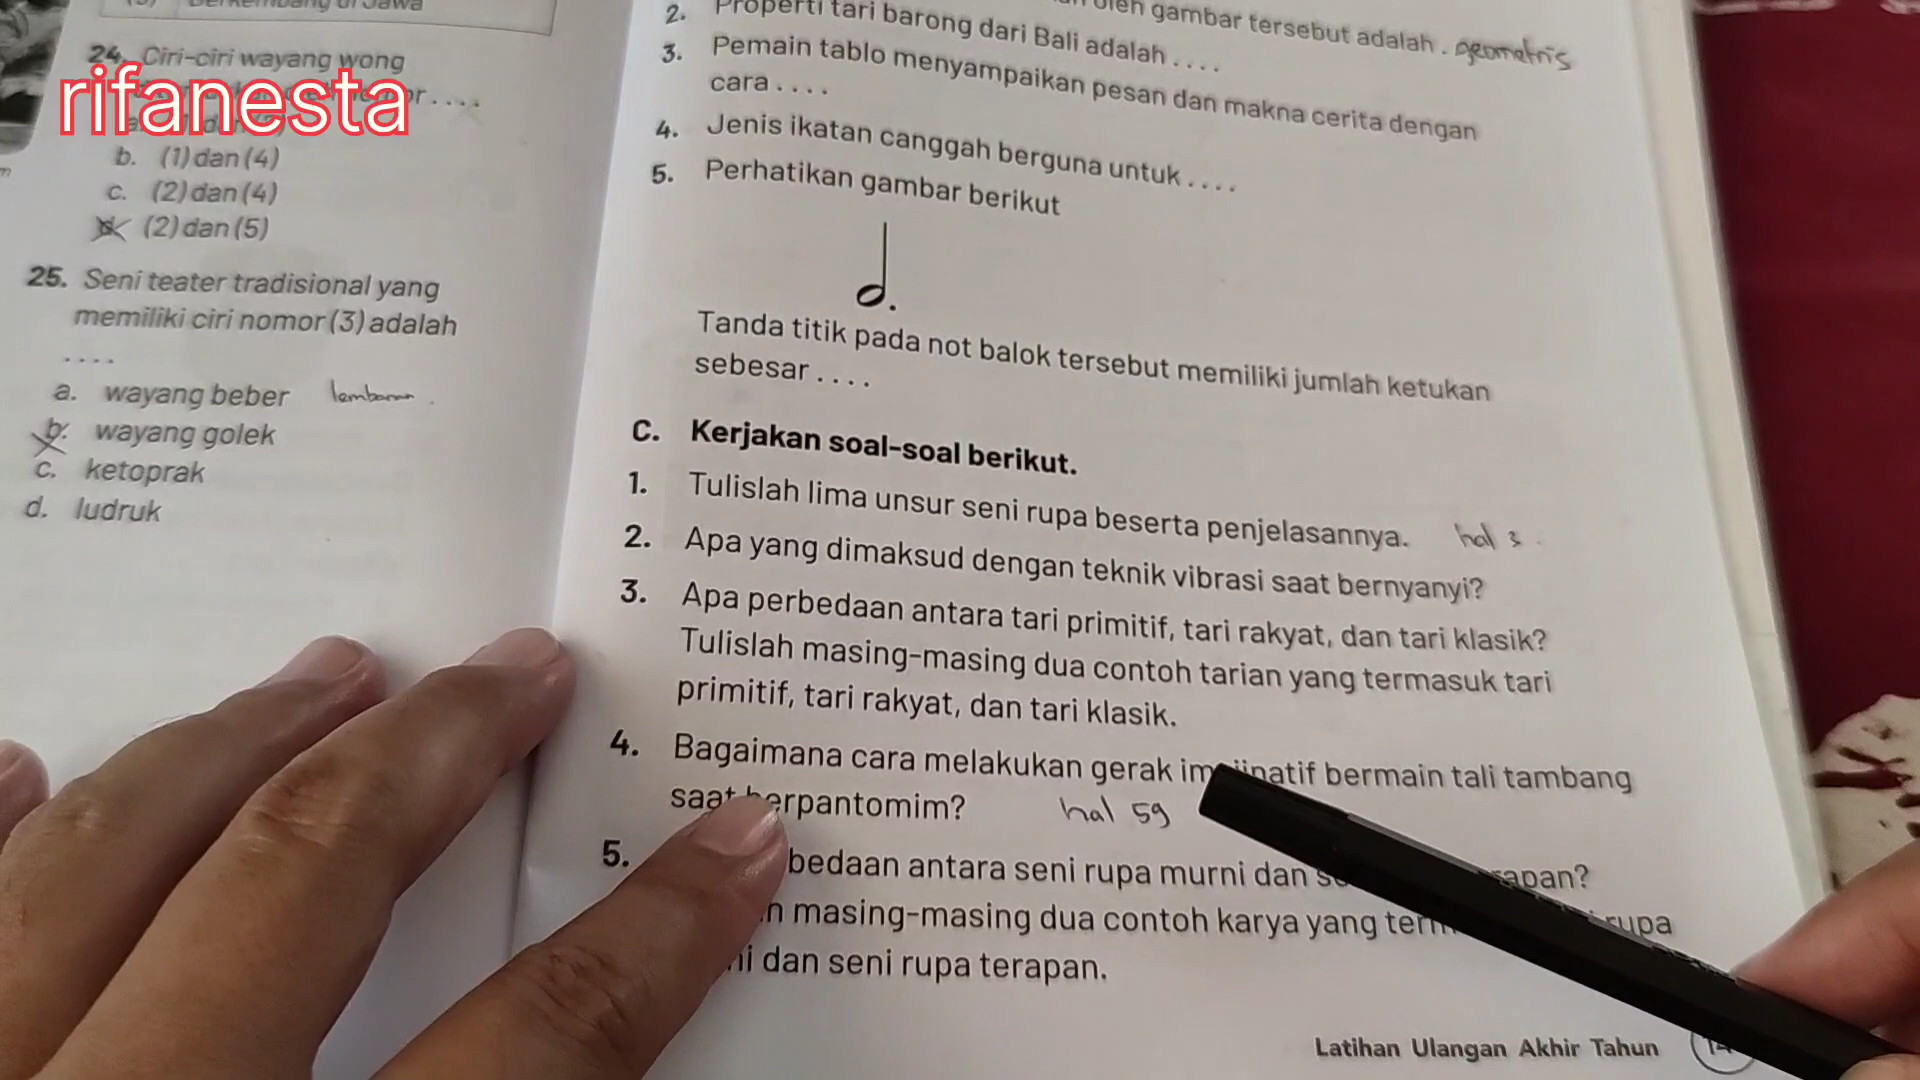 Berkembang di Jawa
24. Ciri-ciri wayang wong
rifanesta
b. (1) dan (4)
c. (2) dan (4)
d. (2) dan (5)
25. Seni teater tradisional yang
memiliki ciri nomor (3) adalah
. . . .
a. wayang beber lembaran.
b. wayang golek
c. ketoprak
d. ludruk
oleh gambar tersebut adalah . geometris
2. Properti tari barong dari Bali adalah . . . .
3. Pemain tablo menyampaikan pesan dan makna cerita dengan
cara . . . .
4. Jenis ikatan canggah berguna untuk . . . .
5. Perhatikan gambar berikut
Tanda titik pada not balok tersebut memiliki jumlah ketukan
sebesar . . . .
C. Kerjakan soal-soal berikut.
1. Tulislah lima unsur seni rupa beserta penjelasannya. hal 3
2. Apa yang dimaksud dengan teknik vibrasi saat bernyanyi?
3. Apa perbedaan antara tari primitif, tari rakyat, dan tari klasik?
Tulislah masing-masing dua contoh tarian yang termasuk tari
primitif, tari rakyat, dan tari klasik.
4. Bagaimana cara melakukan gerak imajinatif bermain tali tambang
saat berpantomim? hal 59
5. bedaan antara seni rupa murni dan
masing-masing dua contoh karya yang rupa
dan seni rupa terapan.
Latihan Ulangan Akhir Tahun